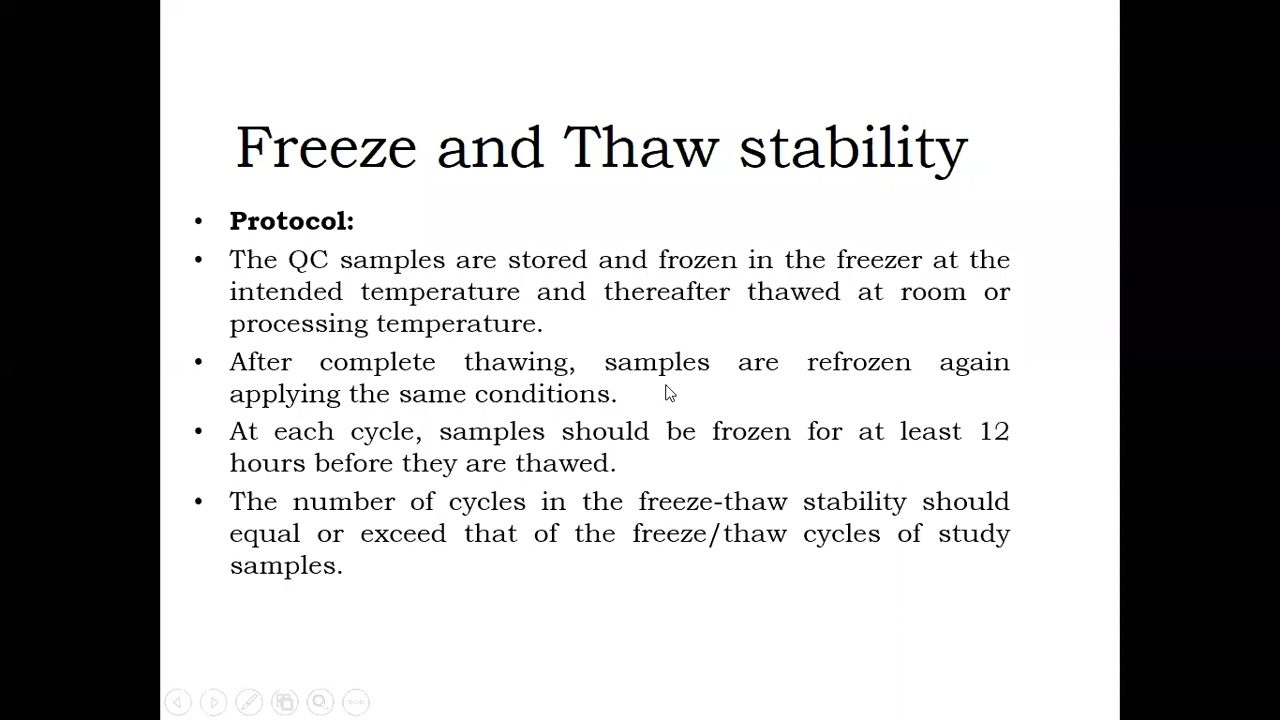 Freeze and Thaw stability
• Protocol:
• The QC samples are stored and frozen in the freezer at the
intended temperature and thereafter thawed at room or
processing temperature.
• After complete thawing, samples are refrozen again
applying the same conditions.
• At each cycle, samples should be frozen for at least 12
hours before they are thawed.
• The number of cycles in the freeze-thaw stability should
equal or exceed that of the freeze/thaw cycles of study
samples.